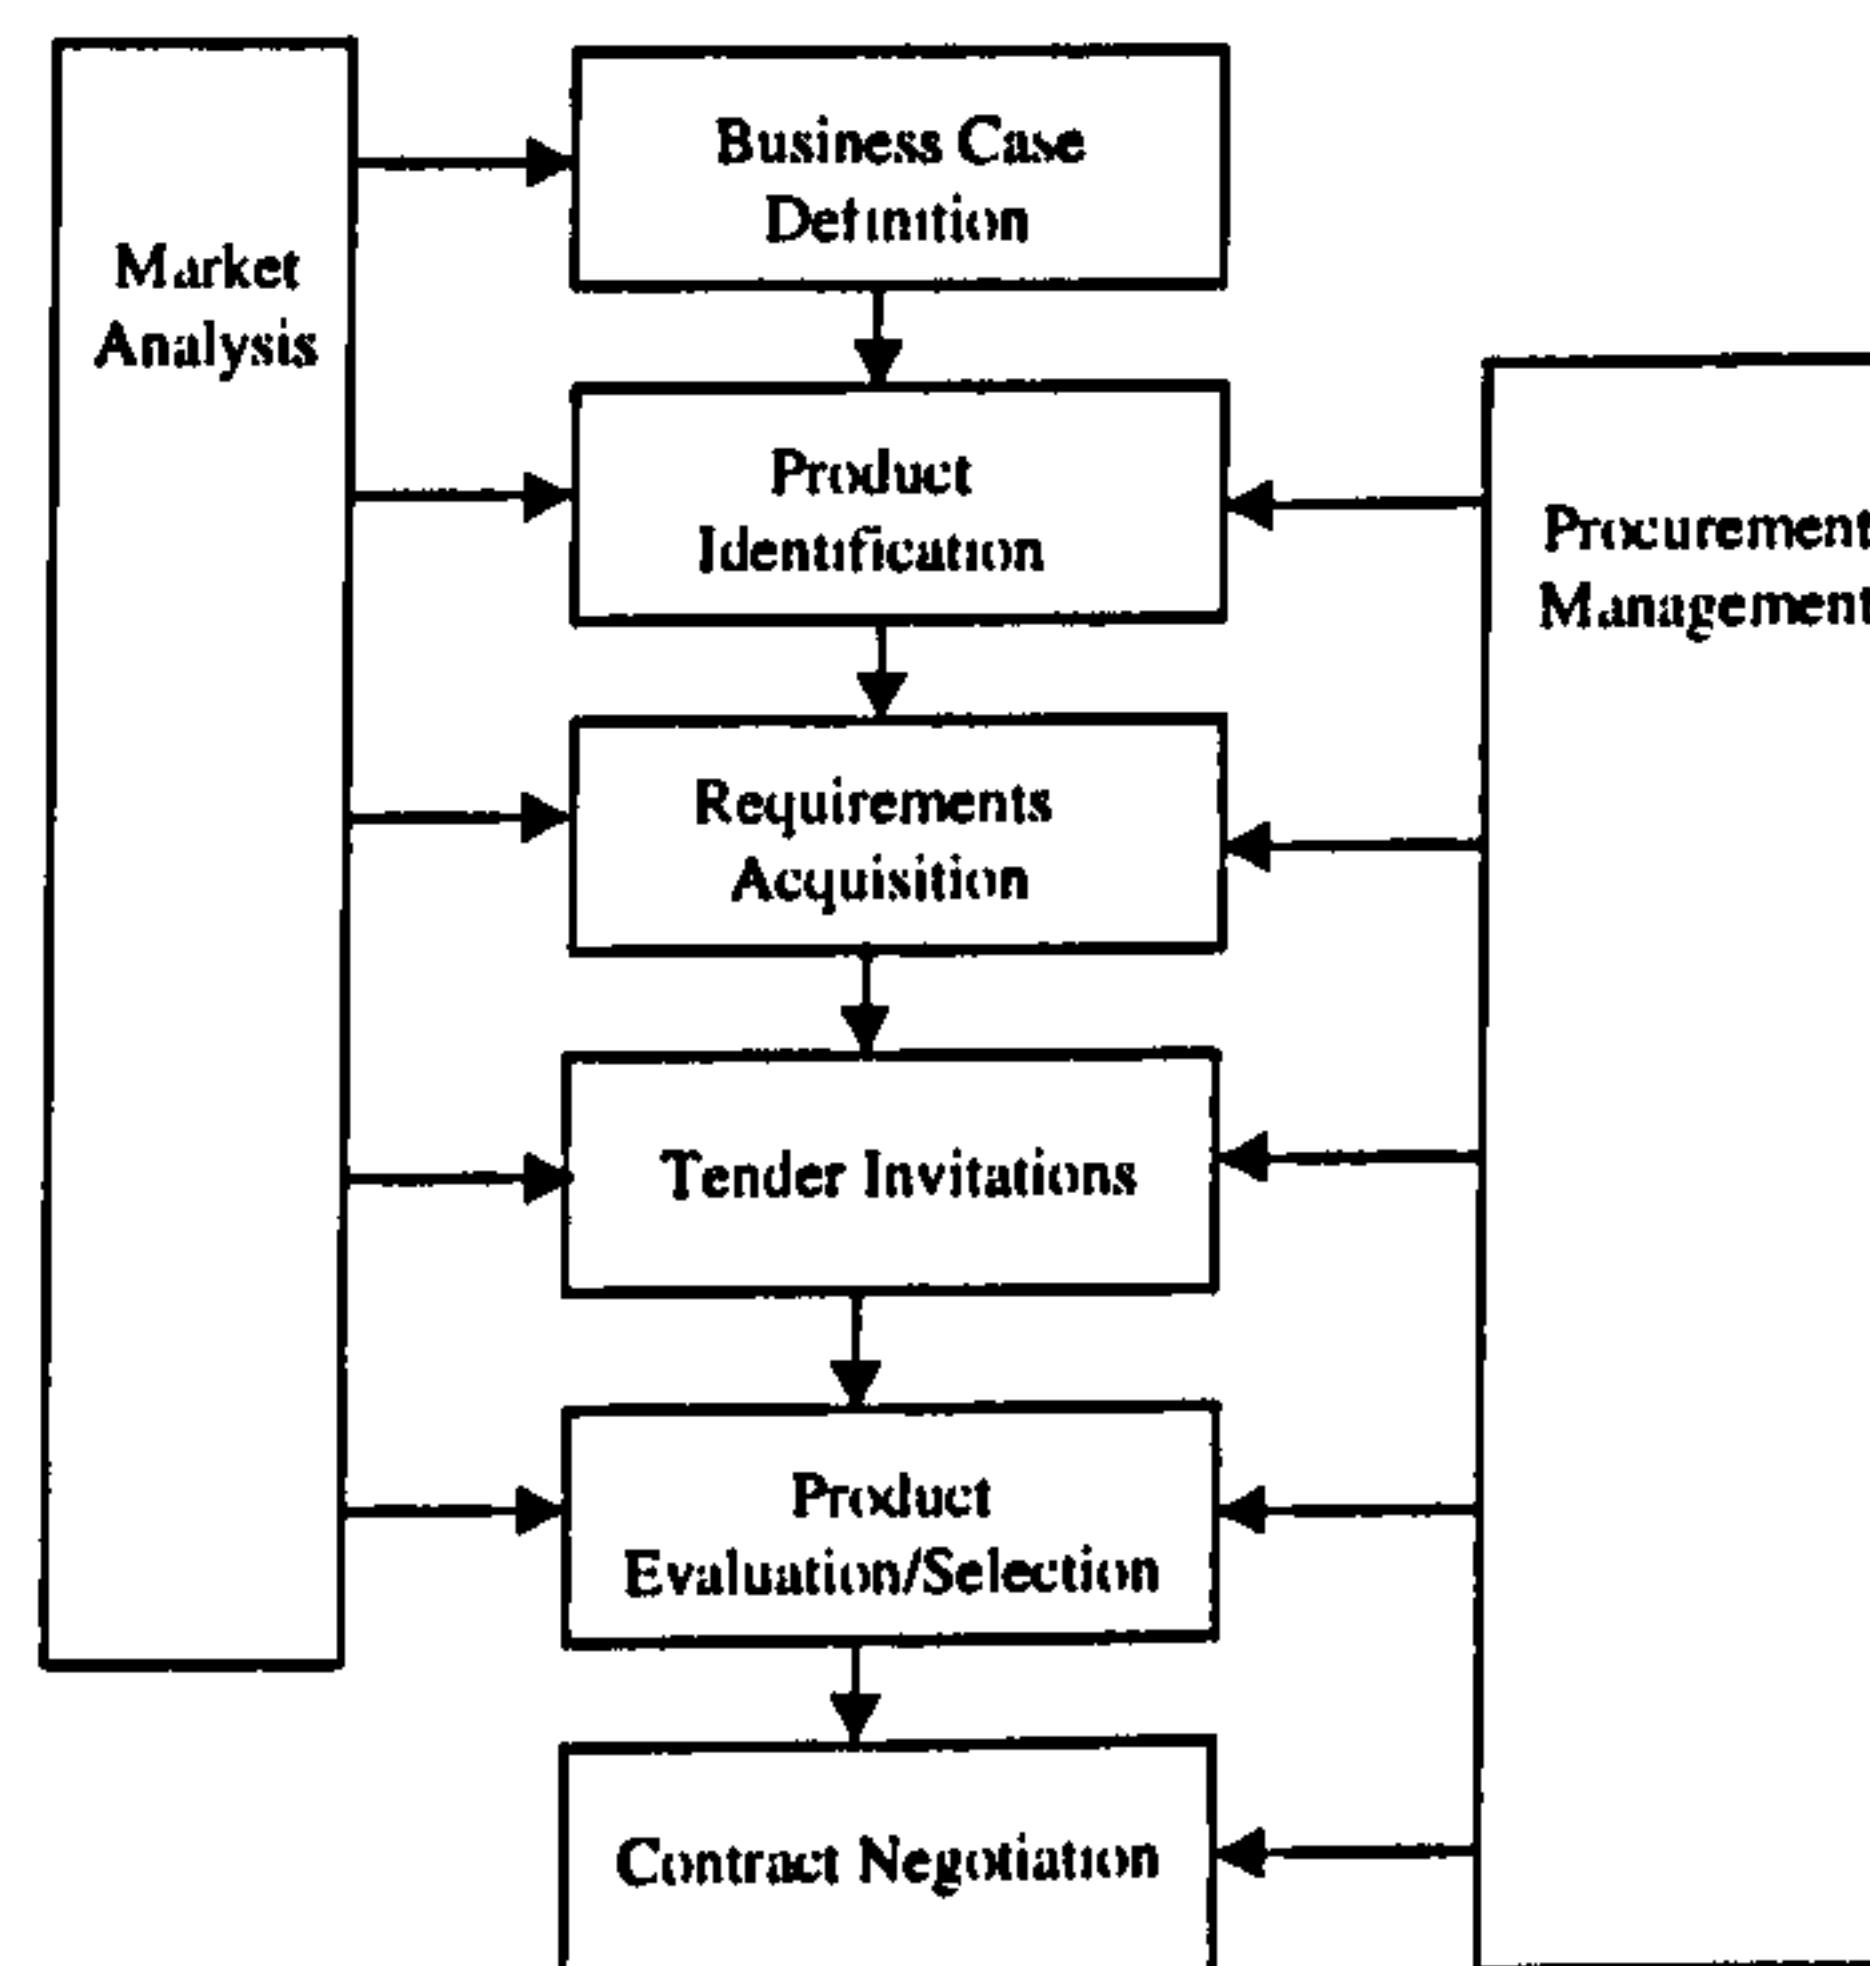 Business Case
Definition
Market
Analysis
Product
Identification
Procurement
Management
Requirements
Acquisition
Tender Invitations
Product
Evaluation/Selection
Contract Negotiation